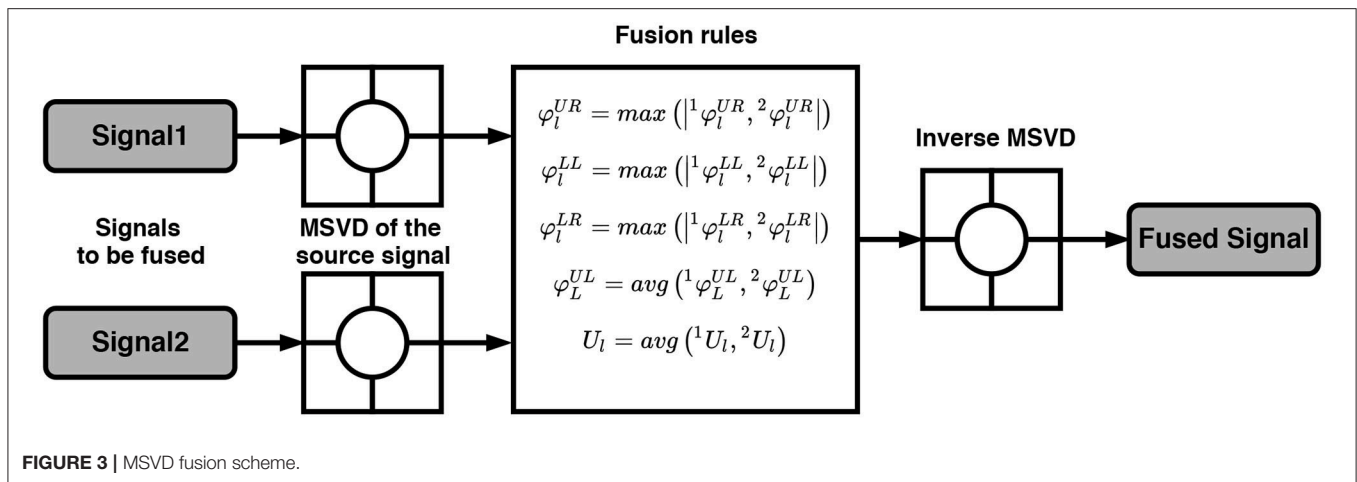 Fusion rules
Signal1
Signals
to be fused
Signal2
MSVD of the
source signal
φ_l^{UR} = max (|¹φ_l^{UR}, ²φ_l^{UR}|)
φ_l^{LL} = max (|¹φ_l^{LL}, ²φ_l^{LL}|)
φ_l^{LR} = max (|¹φ_l^{LR}, ²φ_l^{LR}|)
φ_L^{UL} = avg (¹φ_L^{UL}, ²φ_L^{UL})
U_l = avg (¹U_l, ²U_l)
Inverse MSVD
Fused Signal
FIGURE 3 | MSVD fusion scheme.